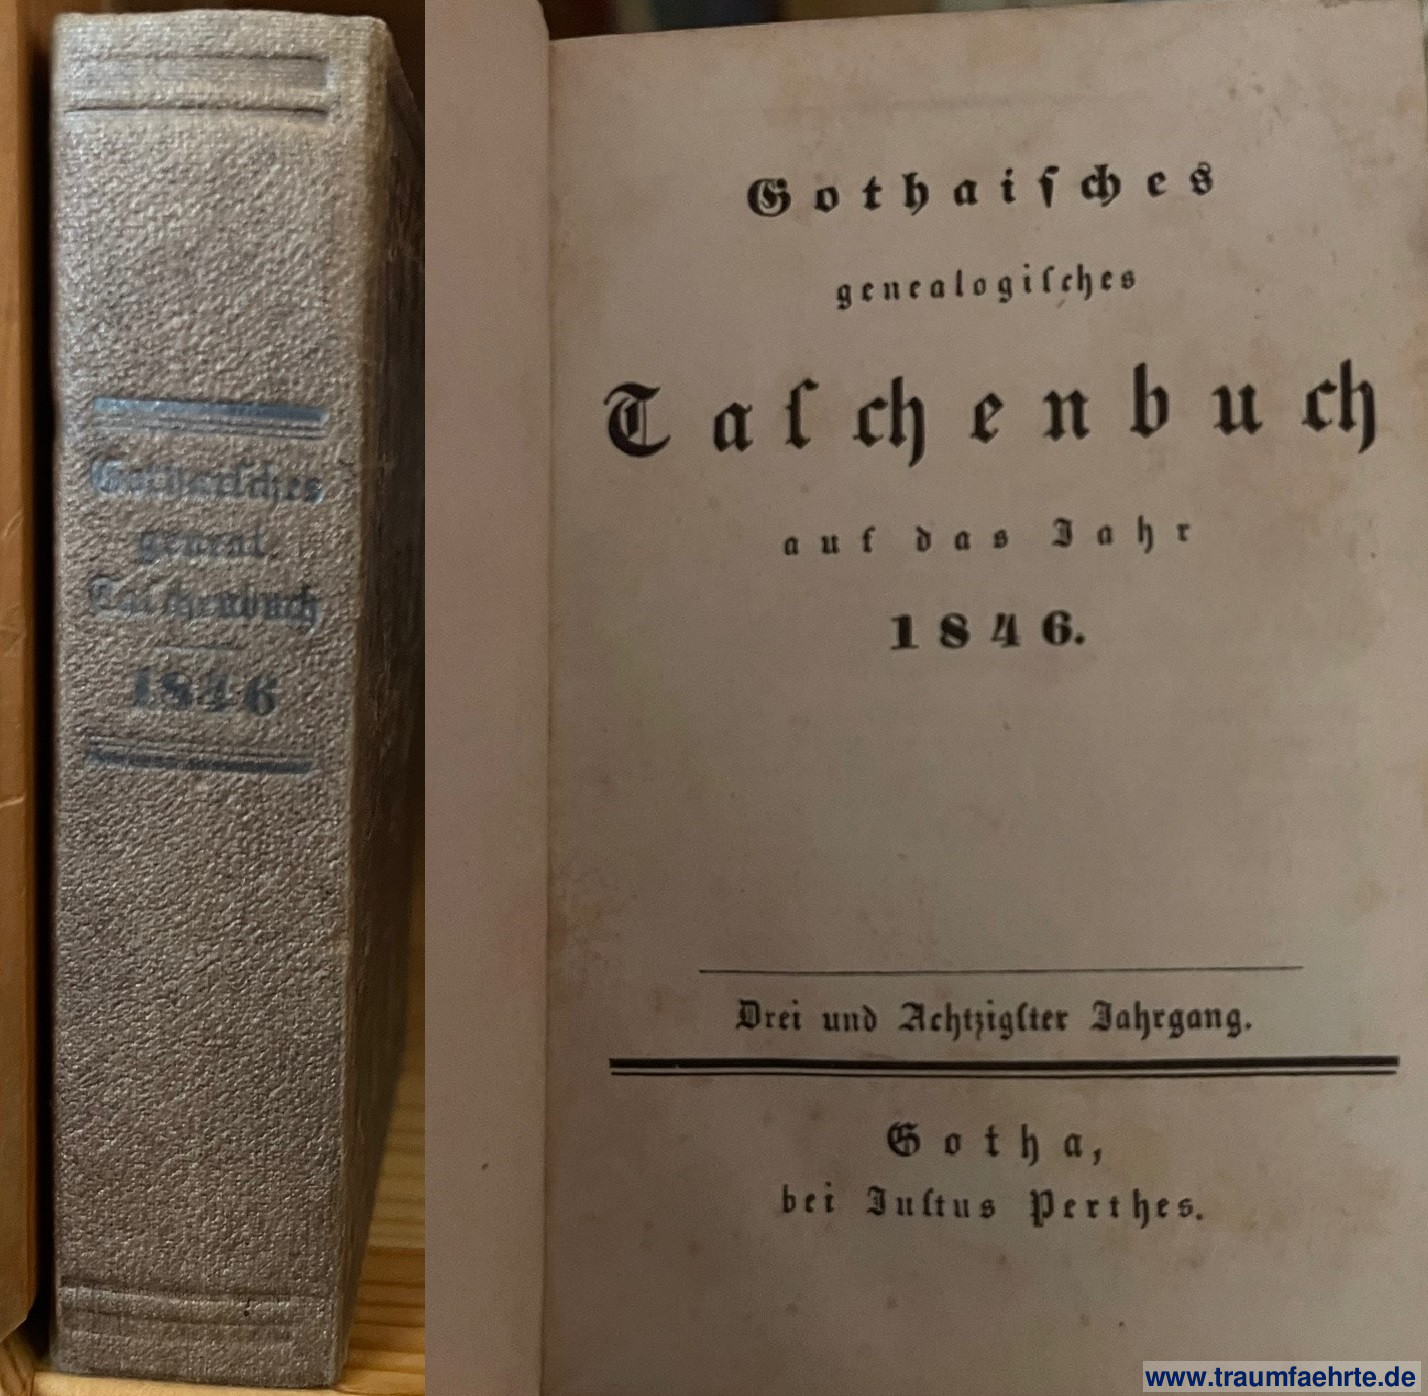 Gothaiſches
geneal.
Taſchenbuch
1846
Gothaiſches
genealogiſches
Taſchenbuch
auf das Jahr
1846.
Drei und Achtzigſter Jahrgang.
Gotha,
bei Juſtus Perthes.
www.traumfaehrte.de